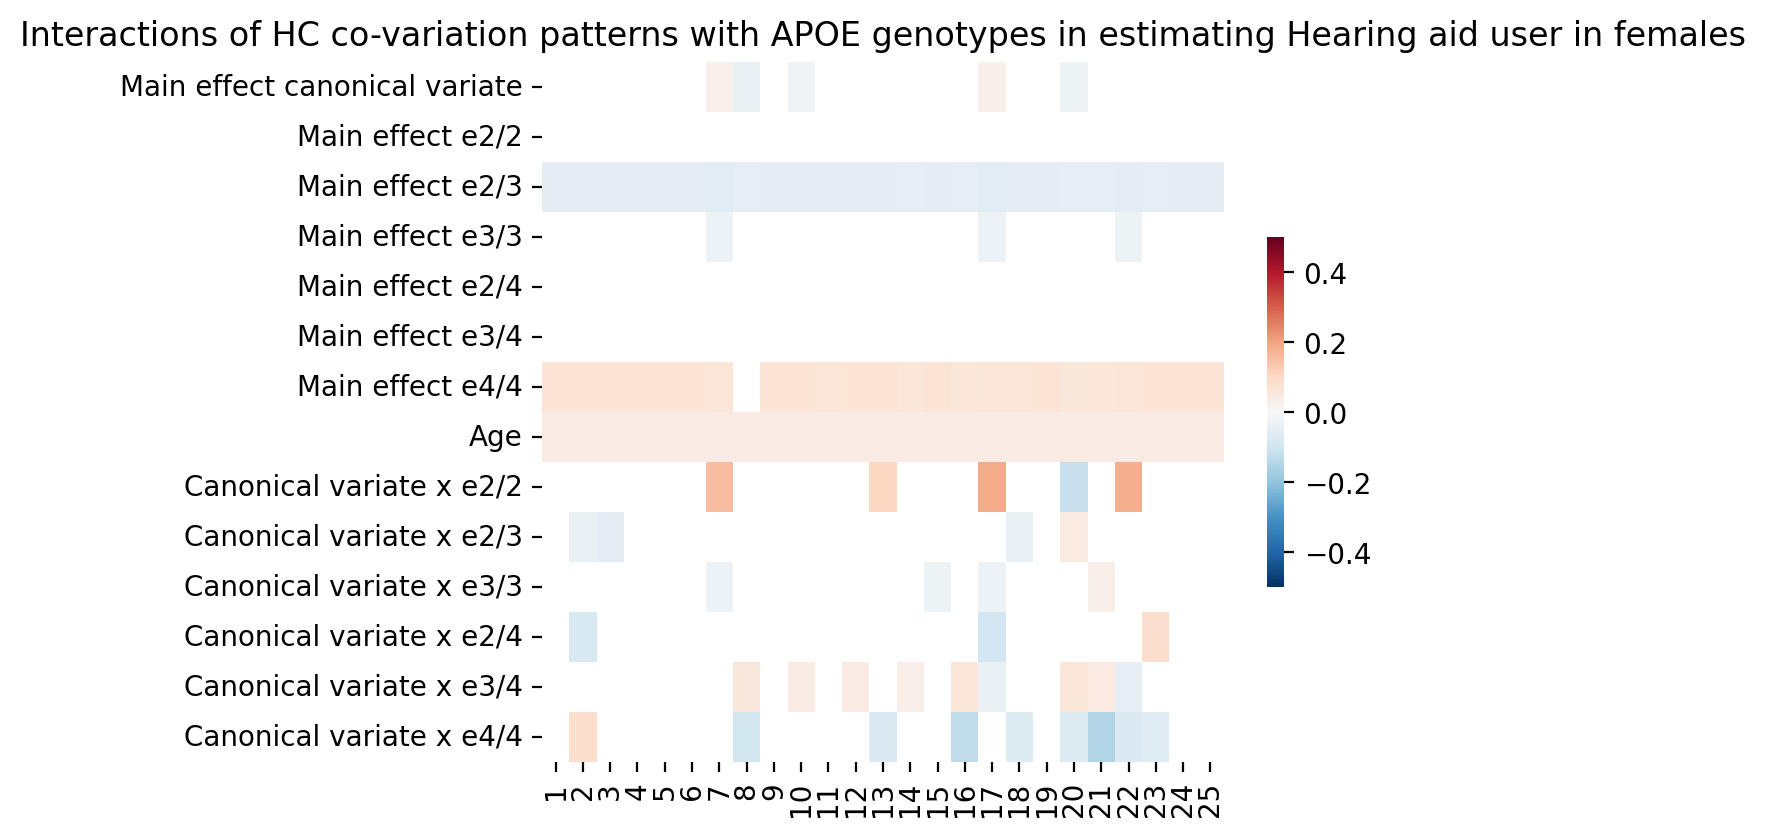 Interactions of HC co-variation patterns with APOE genotypes in estimating Hearing aid user in females
Main effect canonical variate
Main effect e2/2
Main effect e2/3
Main effect e3/3
Main effect e2/4
Main effect e3/4
Main effect e4/4
Age
Canonical variate x e2/2
Canonical variate x e2/3
Canonical variate x e3/3
Canonical variate x e2/4
Canonical variate x e3/4
Canonical variate x e4/4
1 2 3 4 5 6 7 8 9 10 11 12 13 14 15 16 17 18 19 20 21 22 23 24 25
0.4
0.2
0.0
−0.2
−0.4